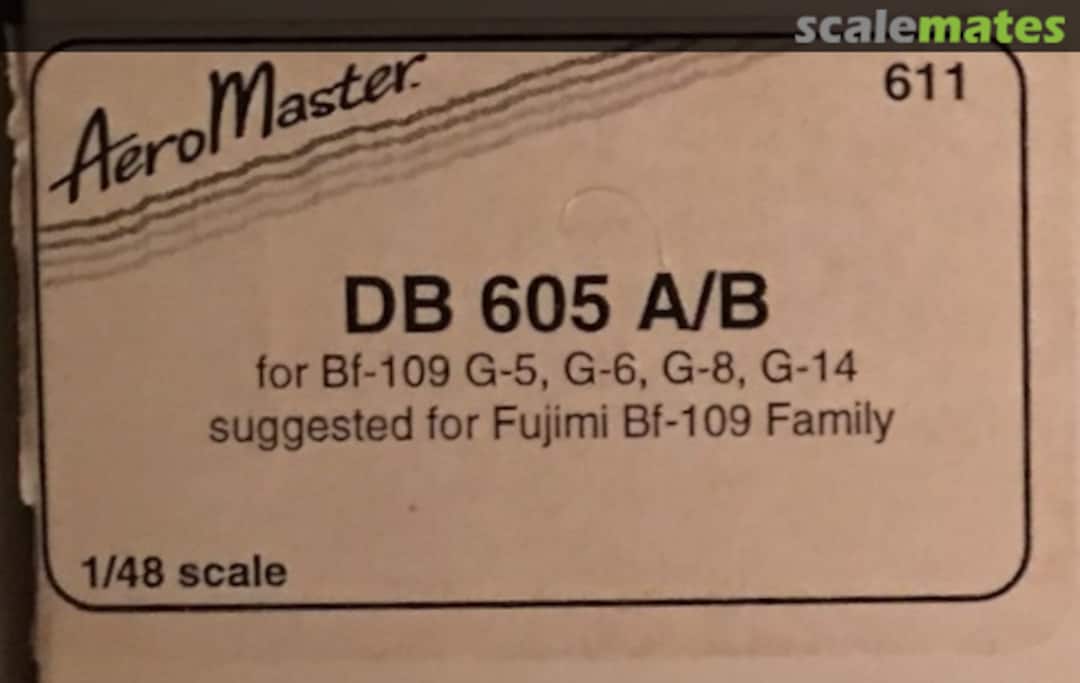 scalemates
AeroMaster™
611
DB 605 A/B
for Bf-109 G-5, G-6, G-8, G-14
suggested for Fujimi Bf-109 Family
1/48 scale